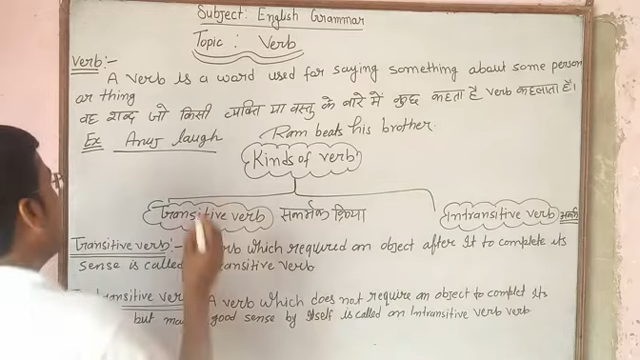 Subject: English Grammar
Topic: Verb
Verb:-
A verb is a word used for saying something about some person
or thing
वह शब्द जो किसी व्यक्ति या वस्तु के बारे में कुछ कहता है verb कहलाता है।
Ex Anuj laugh Ram beats his brother.
Kinds of verb
Transitive verb सकर्मक क्रिया Intransitive verb
Transitive verb:- verb which required an object after it to complete its
sense is called transitive verb
transitive ver A verb which does not require an object to complet its
but ma good sense by itself is called an Intransitive verb verb